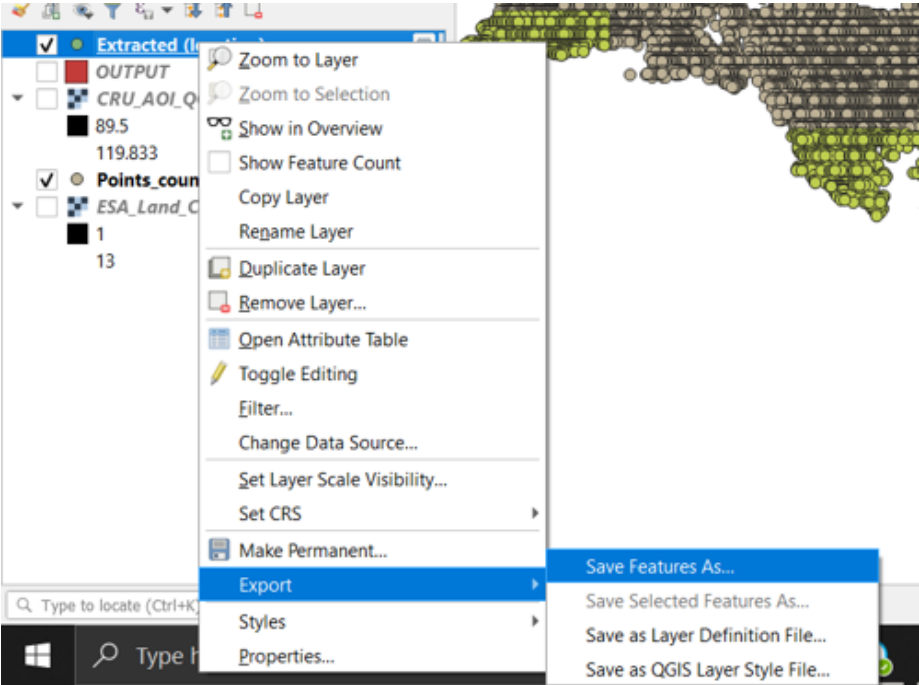 Extracted (location)
OUTPUT
CRU_AOI_Q
89.5
119.833
Points_coun
ESA_Land_C
1
13
Zoom to Layer
Zoom to Selection
Show in Overview
Show Feature Count
Copy Layer
Rename Layer
Duplicate Layer
Remove Layer...
Open Attribute Table
Toggle Editing
Filter...
Change Data Source...
Set Layer Scale Visibility...
Set CRS
Make Permanent...
Export
Styles
Properties...
Save Features As...
Save Selected Features As...
Save as Layer Definition File...
Save as QGIS Layer Style File...
Type to locate (Ctrl+K)
Type h